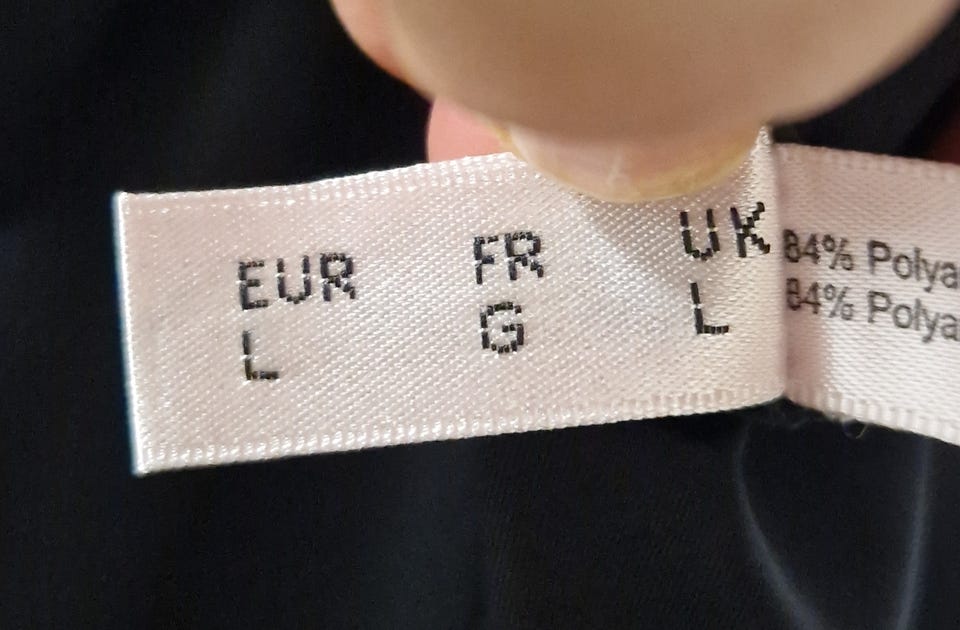 EUR FR UK
L G L
84% Polya
84% Polya